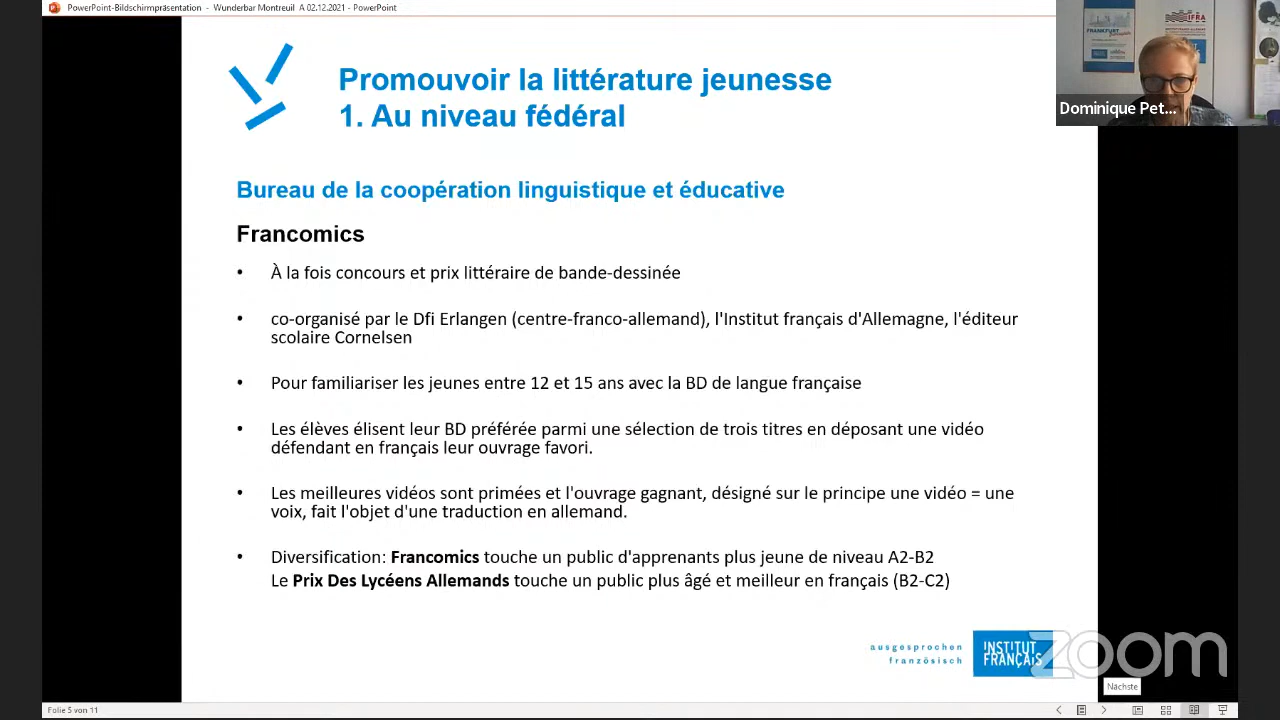 PowerPoint-Bildschirmpräsentation - Wunderbar Montreuil A 02.12.2021 - PowerPoint
FRANKFURT
IFRA
Dominique Pet...
Promouvoir la littérature jeunesse
1. Au niveau fédéral
Bureau de la coopération linguistique et éducative
Francomics
• À la fois concours et prix littéraire de bande-dessinée
• co-organisé par le Dfi Erlangen (centre-franco-allemand), l'Institut français d'Allemagne, l'éditeur
scolaire Cornelsen
• Pour familiariser les jeunes entre 12 et 15 ans avec la BD de langue française
• Les élèves élisent leur BD préférée parmi une sélection de trois titres en déposant une vidéo
défendant en français leur ouvrage favori.
• Les meilleures vidéos sont primées et l'ouvrage gagnant, désigné sur le principe une vidéo = une
voix, fait l'objet d'une traduction en allemand.
• Diversification: Francomics touche un public d'apprenants plus jeune de niveau A2-B2
Le Prix Des Lycéens Allemands touche un public plus âgé et meilleur en français (B2-C2)
ausgesprochen
französisch
INSTITUT
FRANÇAIS
zoom
Nächste
Folie 5 von 11